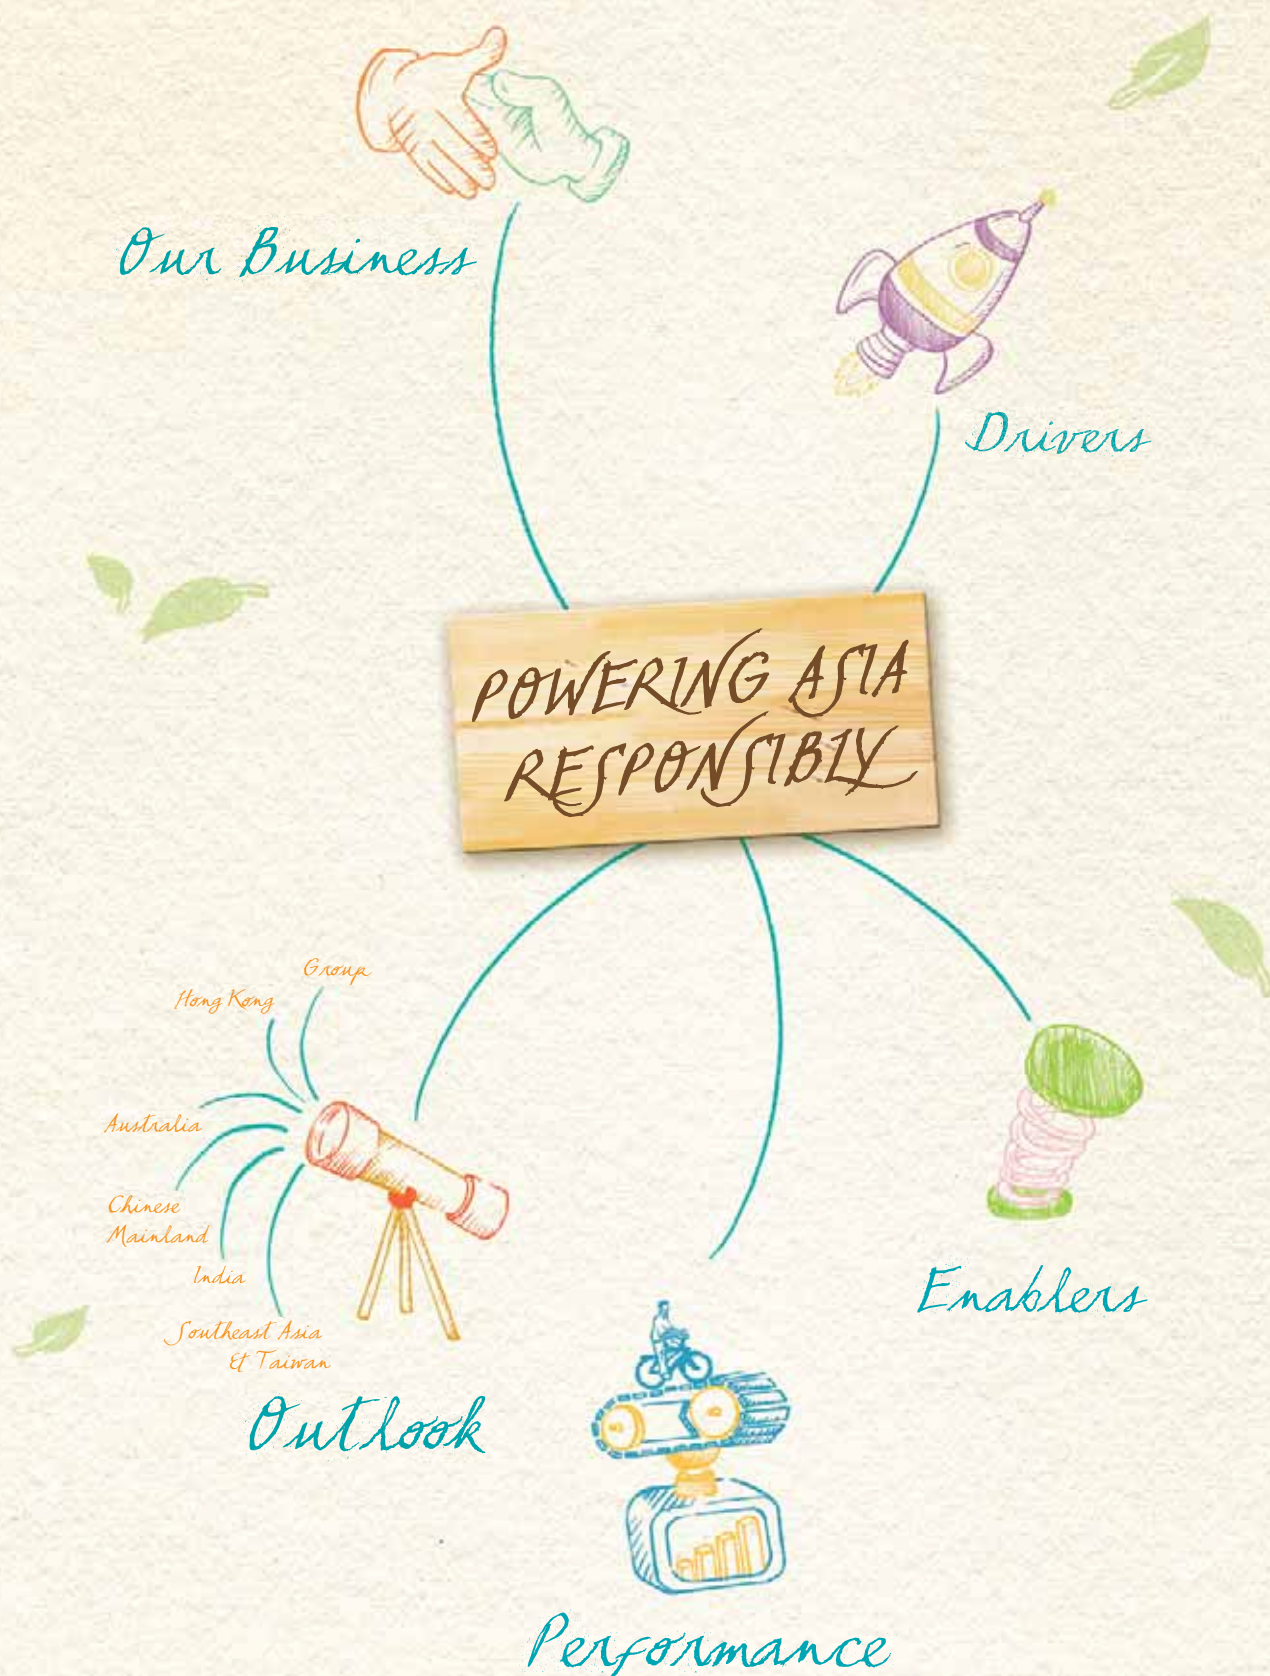 Our Business
Drivers
POWERING ASIA
RESPONSIBLY
Group
Hong Kong
Australia
Chinese
Mainland
India
Southeast Asia
& Taiwan
Outlook
Enablers
Performance